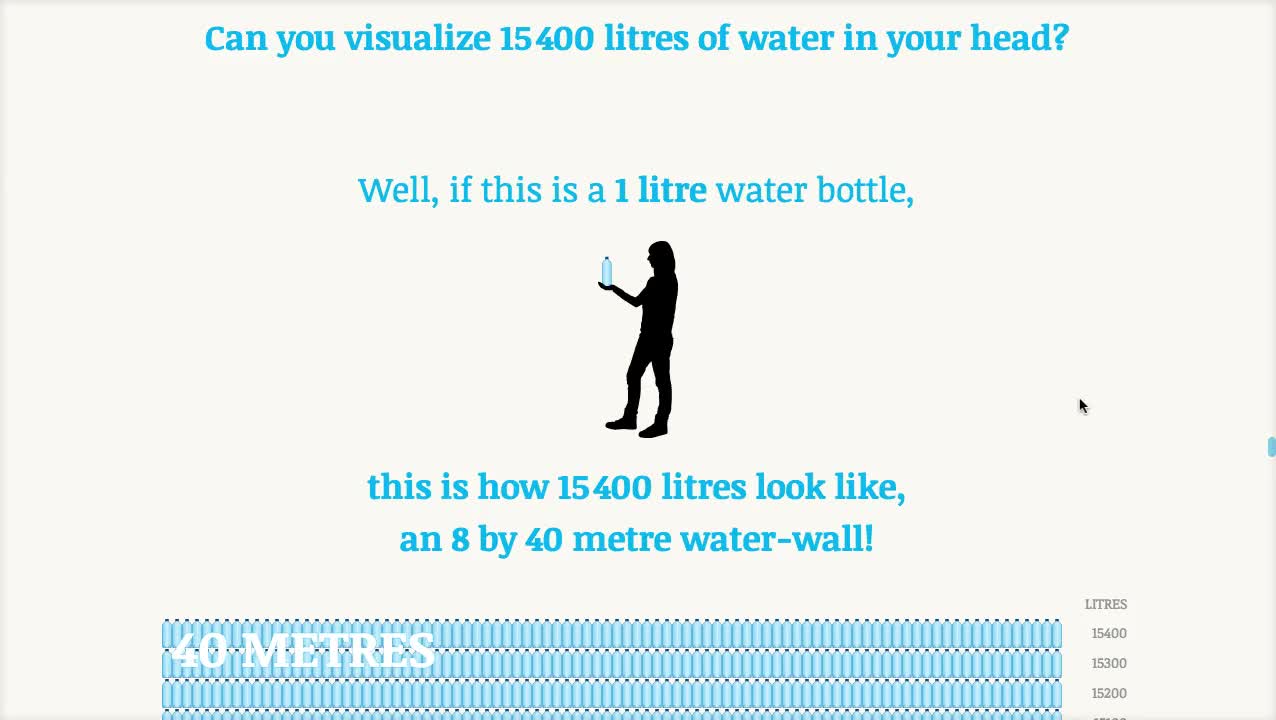 Can you visualize 15400 litres of water in your head?
Well, if this is a 1 litre water bottle,
this is how 15400 litres look like,
an 8 by 40 metre water-wall!
LITRES
40 METRES
15400
15300
15200